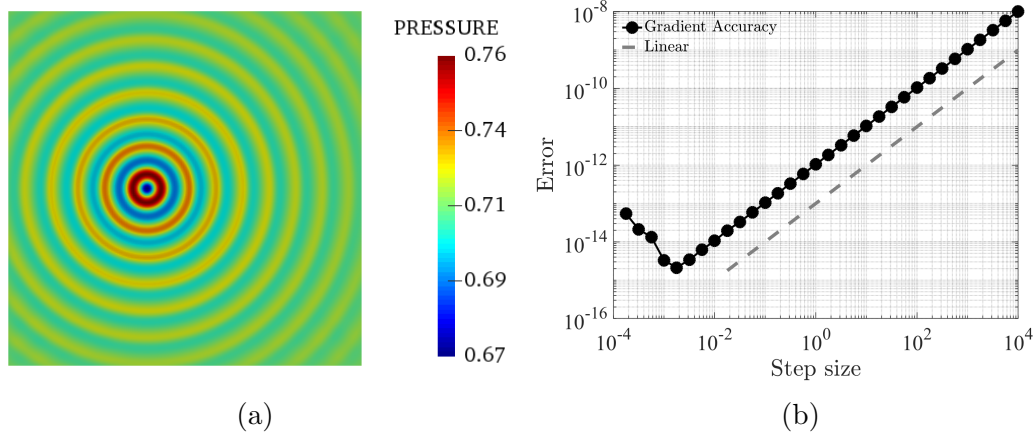 PRESSURE
0.76
0.74
0.71
0.69
0.67
(a)
10^-8
10^-10
10^-12
10^-14
10^-16
Error
Gradient Accuracy
Linear
10^-4
10^-2
10^0
10^2
10^4
Step size
(b)